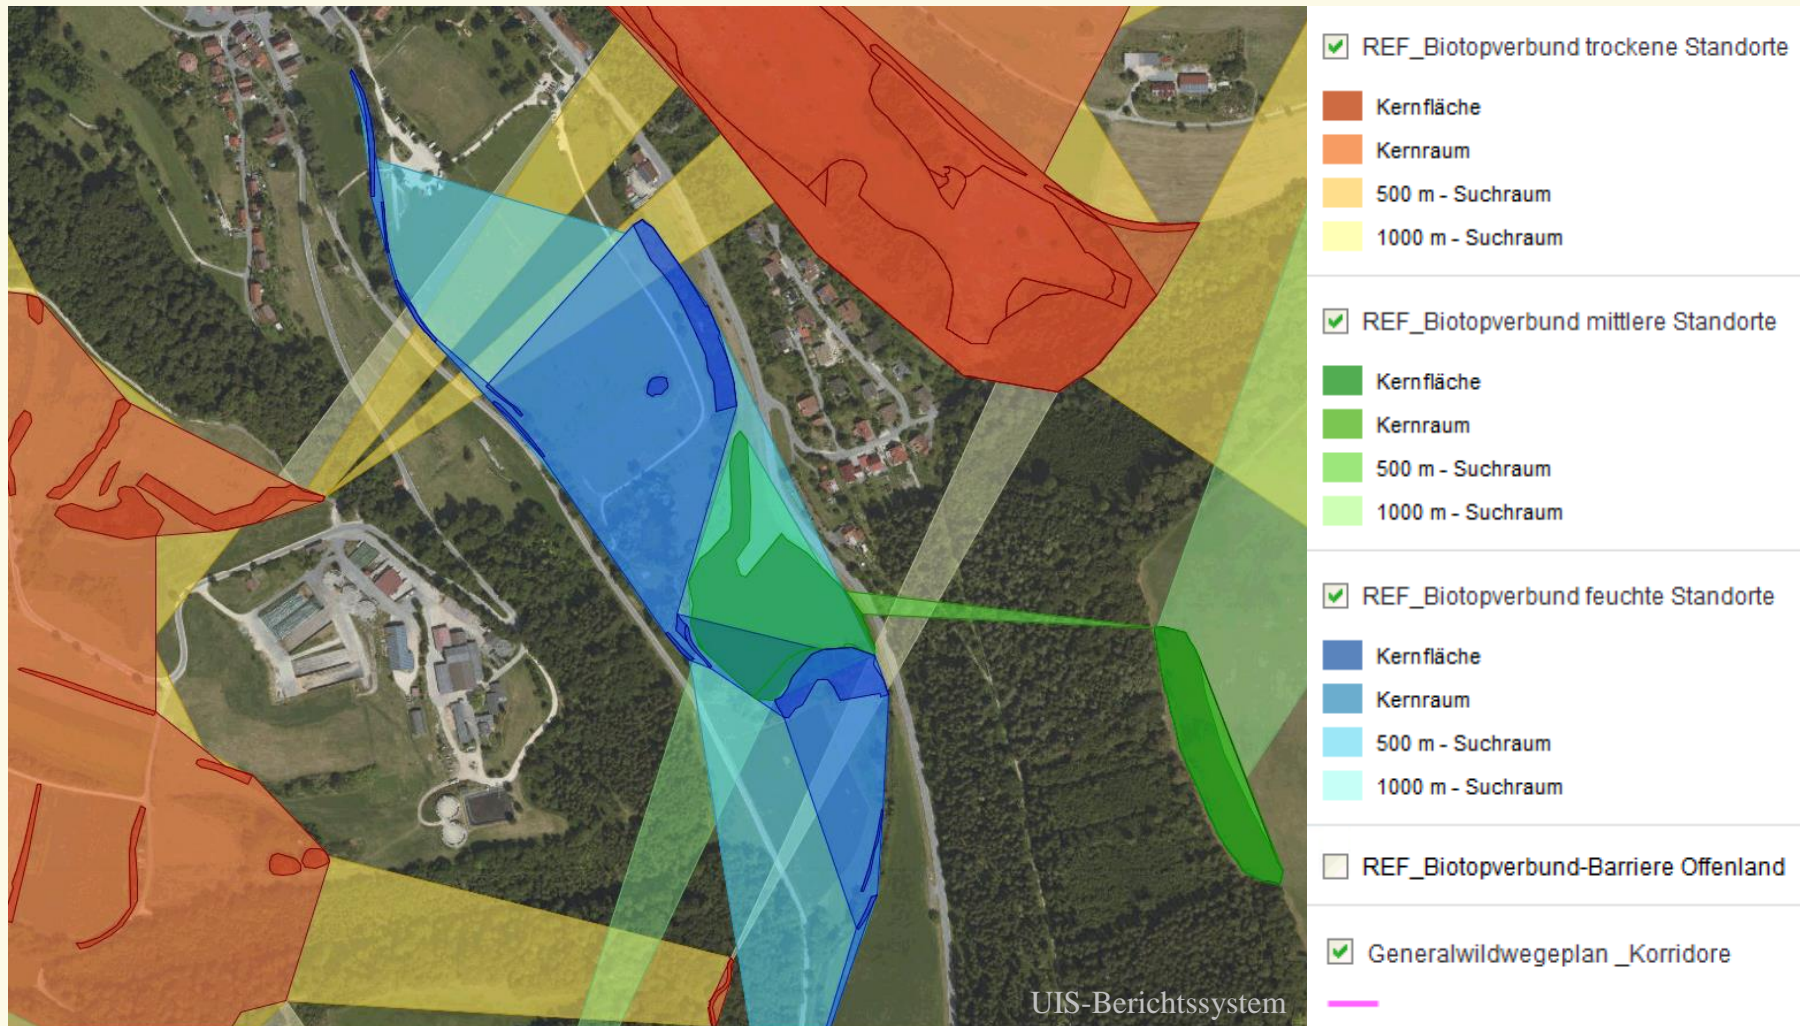 REF_Biotopverbund trockene Standorte
Kernfläche
Kernraum
500 m - Suchraum
1000 m - Suchraum
REF_Biotopverbund mittlere Standorte
Kernfläche
Kernraum
500 m - Suchraum
1000 m - Suchraum
REF_Biotopverbund feuchte Standorte
Kernfläche
Kernraum
500 m - Suchraum
1000 m - Suchraum
REF_Biotopverbund-Barriere Offenland
Generalwildwegeplan _Korridore
UIS-Berichtssystem